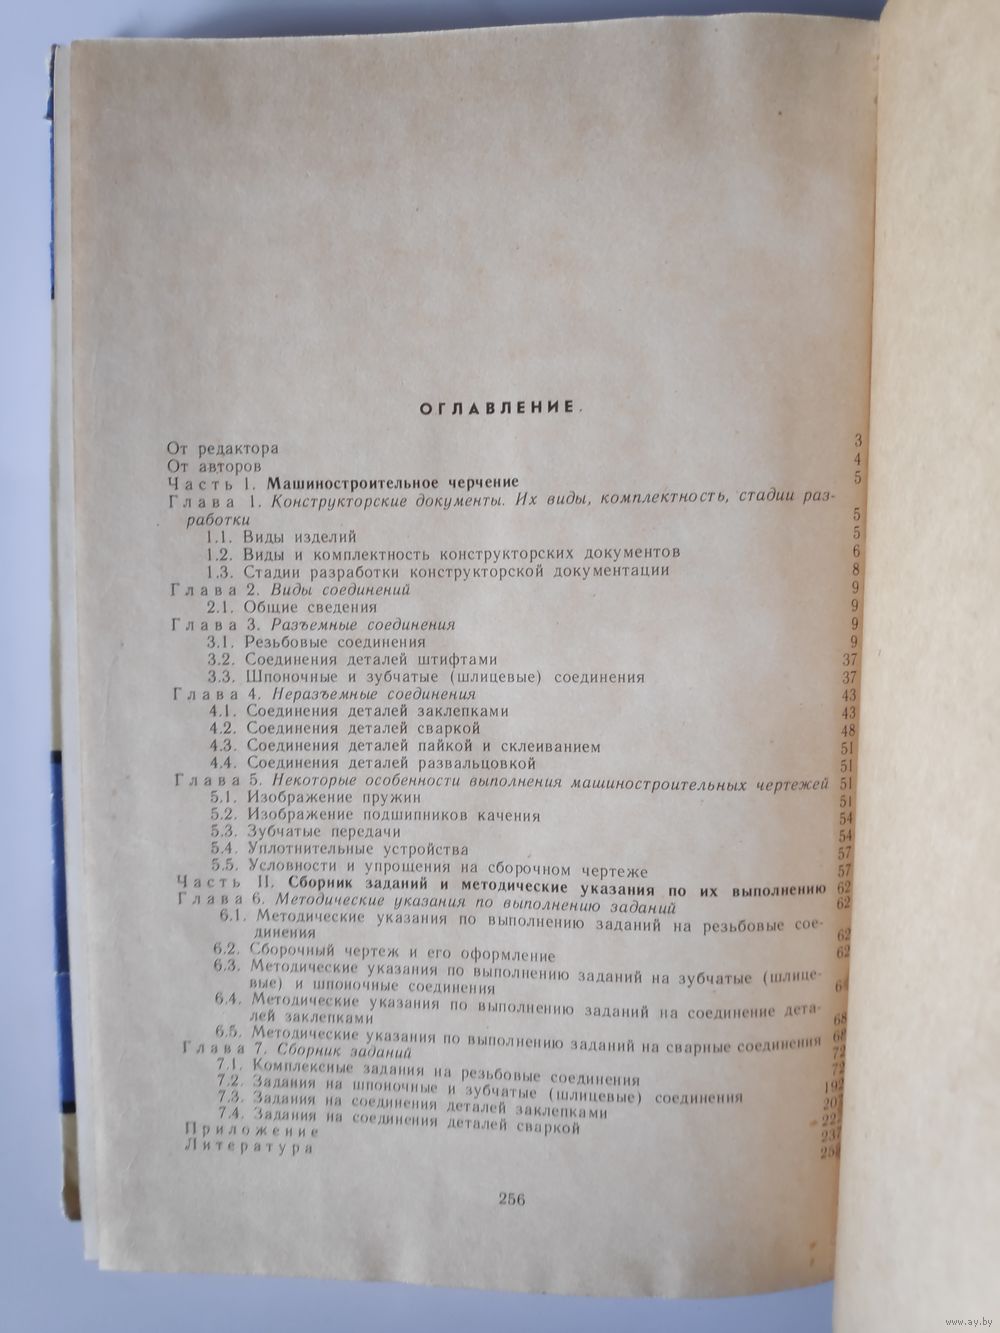 ОГЛАВЛЕНИЕ.
От редактора 3
От авторов 4
Часть I. Машиностроительное черчение 5
Глава 1. Конструкторские документы. Их виды, комплектность, стадии раз-
работки 5
1.1. Виды изделий 5
1.2. Виды и комплектность конструкторских документов 6
1.3. Стадии разработки конструкторской документации 8
Глава 2. Виды соединений 9
2.1. Общие сведения 9
Глава 3. Разъемные соединения 9
3.1. Резьбовые соединения 9
3.2. Соединения деталей штифтами 37
3.3. Шпоночные и зубчатые (шлицевые) соединения 37
Глава 4. Неразъемные соединения 43
4.1. Соединения деталей заклепками 43
4.2. Соединения деталей сваркой 48
4.3. Соединения деталей пайкой и склеиванием 51
4.4. Соединения деталей развальцовкой 51
Глава 5. Некоторые особенности выполнения машиностроительных чертежей 51
5.1. Изображение пружин 51
5.2. Изображение подшипников качения 54
5.3. Зубчатые передачи 54
5.4. Уплотнительные устройства 57
5.5. Условности и упрощения на сборочном чертеже 57
Часть II. Сборник заданий и методические указания по их выполнению 62
Глава 6. Методические указания по выполнению заданий 62
6.1. Методические указания по выполнению заданий на резьбовые сое-
динения 62
6.2. Сборочный чертеж и его оформление 62
6.3. Методические указания по выполнению заданий на зубчатые (шлице-
вые) и шпоночные соединения
6.4. Методические указания по выполнению заданий на соединение дета-
лей заклепками 68
6.5. Методические указания по выполнению заданий на сварные соединения 68
Глава 7. Сборник заданий 72
7.1. Комплексные задания на резьбовые соединения 72
7.2. Задания на шпоночные и зубчатые (шлицевые) соединения 192
7.3. Задания на соединения деталей заклепками
7.4. Задания на соединения деталей сваркой
Приложение 237
Литература
256
www.ay.by